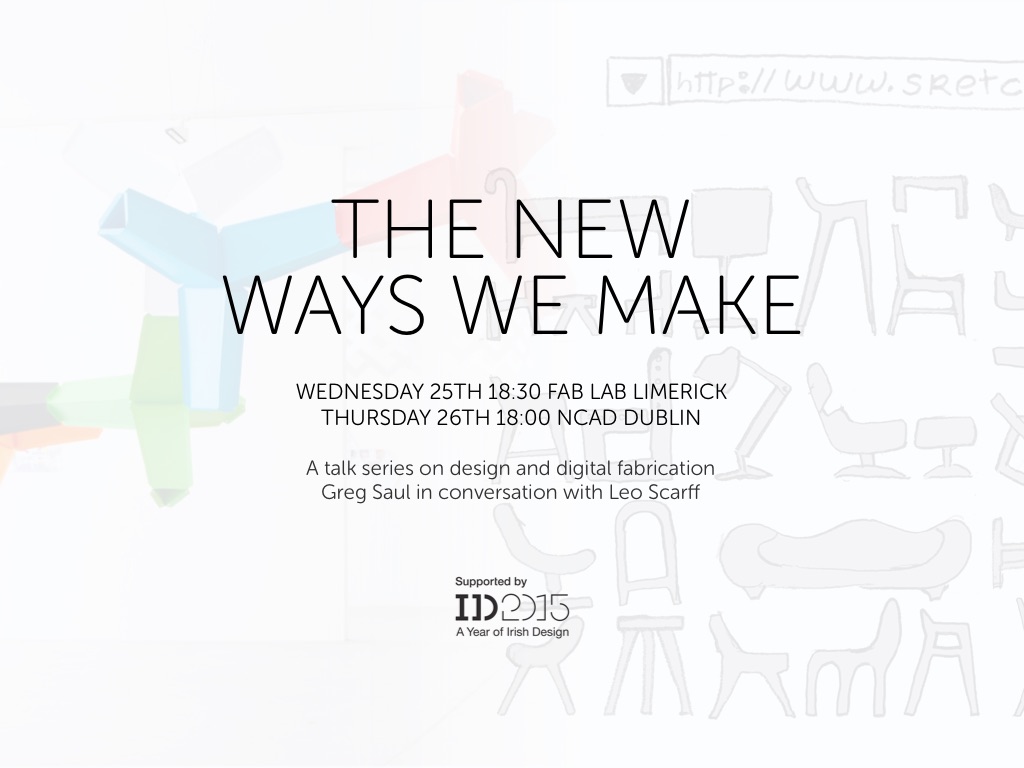 http://www.sketc
THE NEW
WAYS WE MAKE
WEDNESDAY 25TH 18:30 FAB LAB LIMERICK
THURSDAY 26TH 18:00 NCAD DUBLIN
A talk series on design and digital fabrication
Greg Saul in conversation with Leo Scarff
Supported by
ID2015
A Year of Irish Design